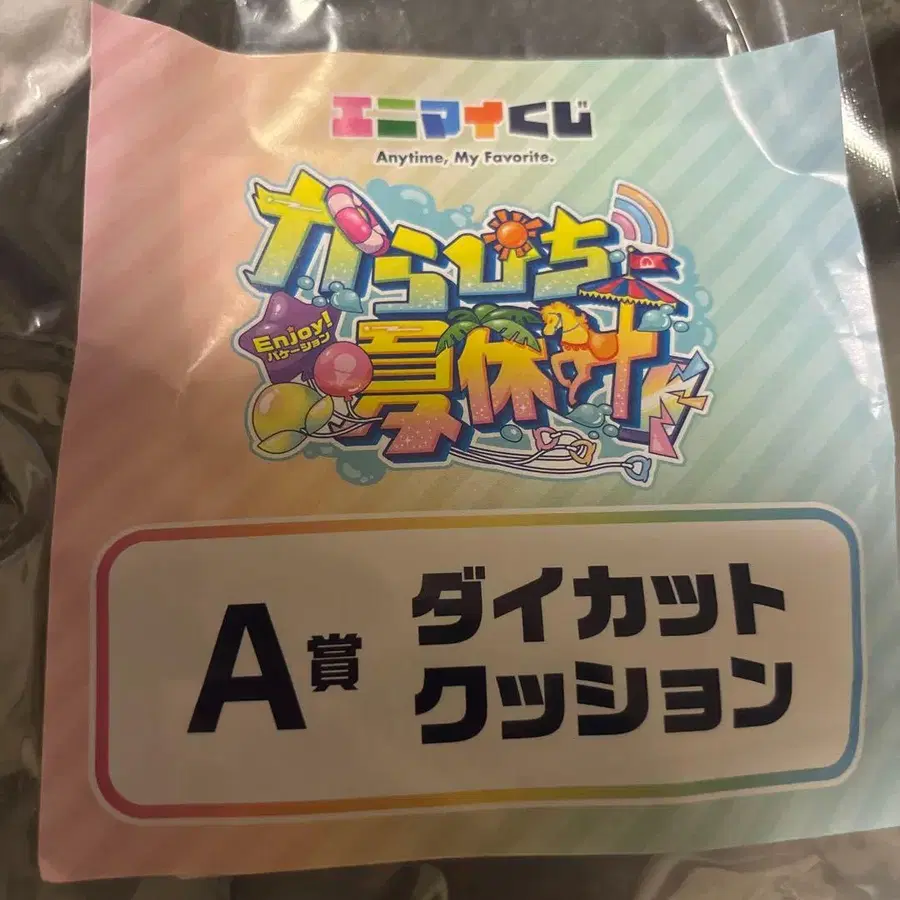 エニマイくじ
Anytime, My Favorite.
からぴち
Enjoy!
バケーション
夏休計
A賞
ダイカット
クッション